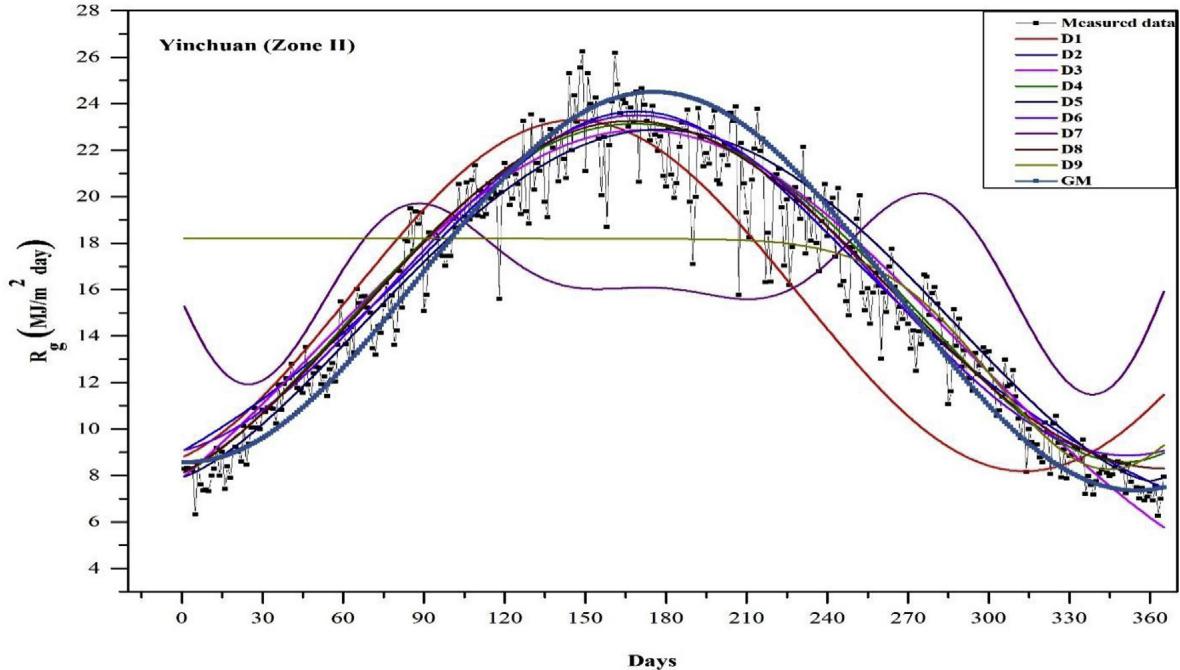 Yinchuan (Zone II)
Measured data
D1
D2
D3
D4
D5
D6
D7
D8
D9
GM
28
26
24
22
20
18
16
14
12
10
8
6
4
R_g (MJ/m^2 day)
0 30 60 90 120 150 180 210 240 270 300 330 360
Days